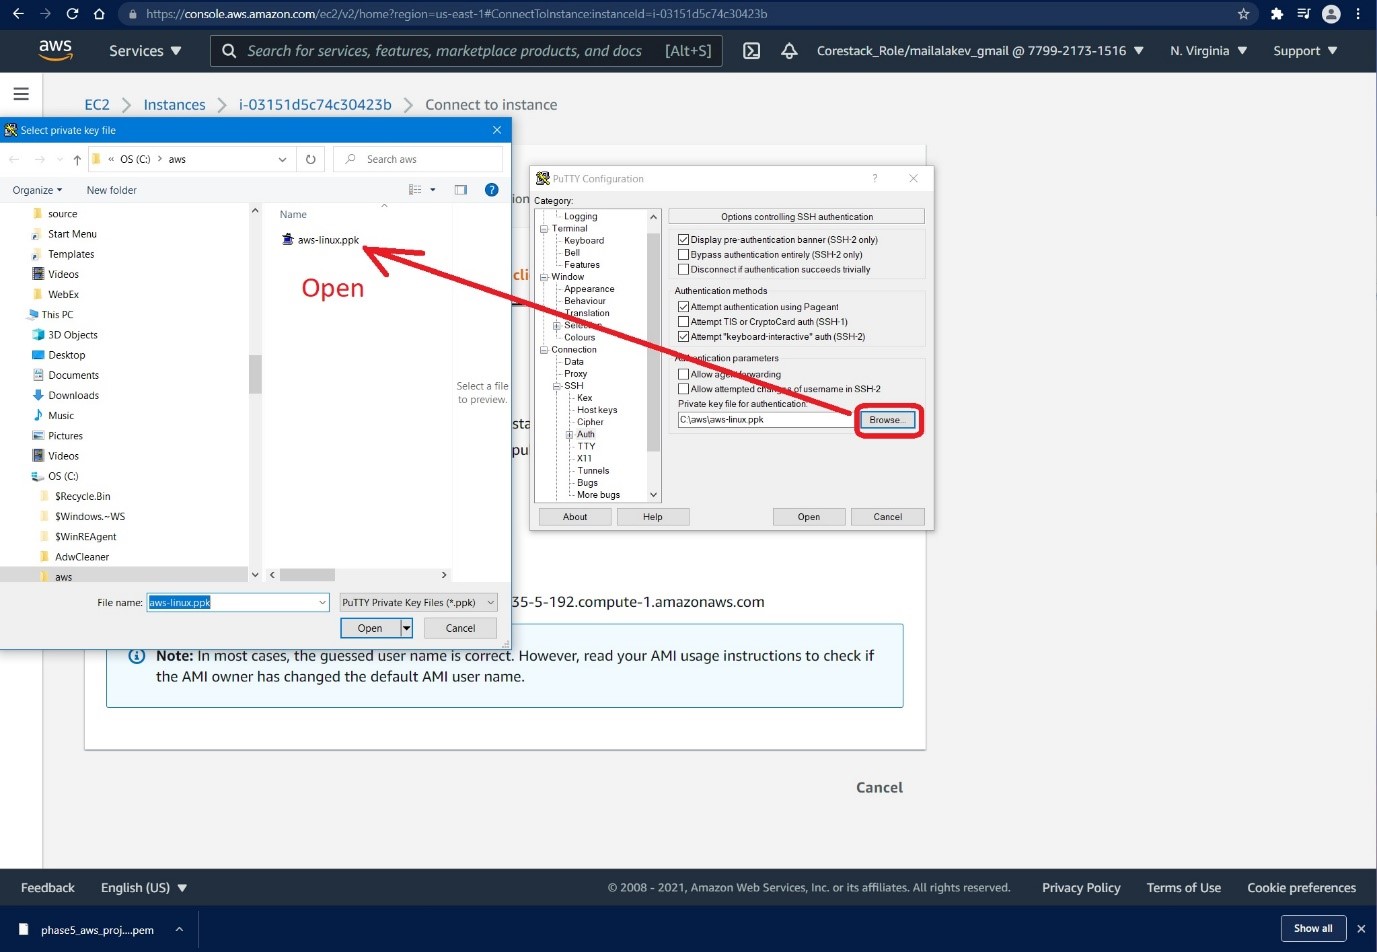 https://console.aws.amazon.com/ec2/v2/home?region=us-east-1#ConnectToInstance:instanceId=i-03151d5c74c30423b
aws
Services
Search for services, features, marketplace products, and docs [Alt+S]
Corestack_Role/mailalakev_gmail @ 7799-2173-1516
N. Virginia
Support
EC2 > Instances > i-03151d5c74c30423b > Connect to instance
Select private key file
« OS (C:) > aws
Search aws
Organize
New folder
source
Start Menu
Templates
Videos
WebEx
This PC
3D Objects
Desktop
Documents
Downloads
Music
Pictures
Videos
OS (C:)
$Recycle.Bin
$Windows.~WS
$WinREAgent
AdwCleaner
aws
Name
aws-linux.ppk
Open
Select a file
to preview.
File name: aws-linux.ppk
PuTTY Private Key Files (*.ppk)
Open
Cancel
ion
cli
sta
pu
PuTTY Configuration
?
Category:
Logging
Terminal
Keyboard
Bell
Features
Window
Appearance
Behaviour
Translation
Selection
Colours
Connection
Data
Proxy
SSH
Kex
Host keys
Cipher
Auth
TTY
X11
Tunnels
Bugs
More bugs
Options controlling SSH authentication
Display pre-authentication banner (SSH-2 only)
Bypass authentication entirely (SSH-2 only)
Disconnect if authentication succeeds trivially
Authentication methods
Attempt authentication using Pageant
Attempt TIS or CryptoCard auth (SSH-1)
Attempt "keyboard-interactive" auth (SSH-2)
Authentication parameters
Allow agent forwarding
Allow attempted changes of username in SSH-2
Private key file for authentication:
C:\aws\aws-linux.ppk
Browse...
About
Help
Open
Cancel
35-5-192.compute-1.amazonaws.com
Note: In most cases, the guessed user name is correct. However, read your AMI usage instructions to check if
the AMI owner has changed the default AMI user name.
Cancel
Feedback
English (US)
© 2008 - 2021, Amazon Web Services, Inc. or its affiliates. All rights reserved.
Privacy Policy
Terms of Use
Cookie preferences
phase5_aws_proj....pem
Show all